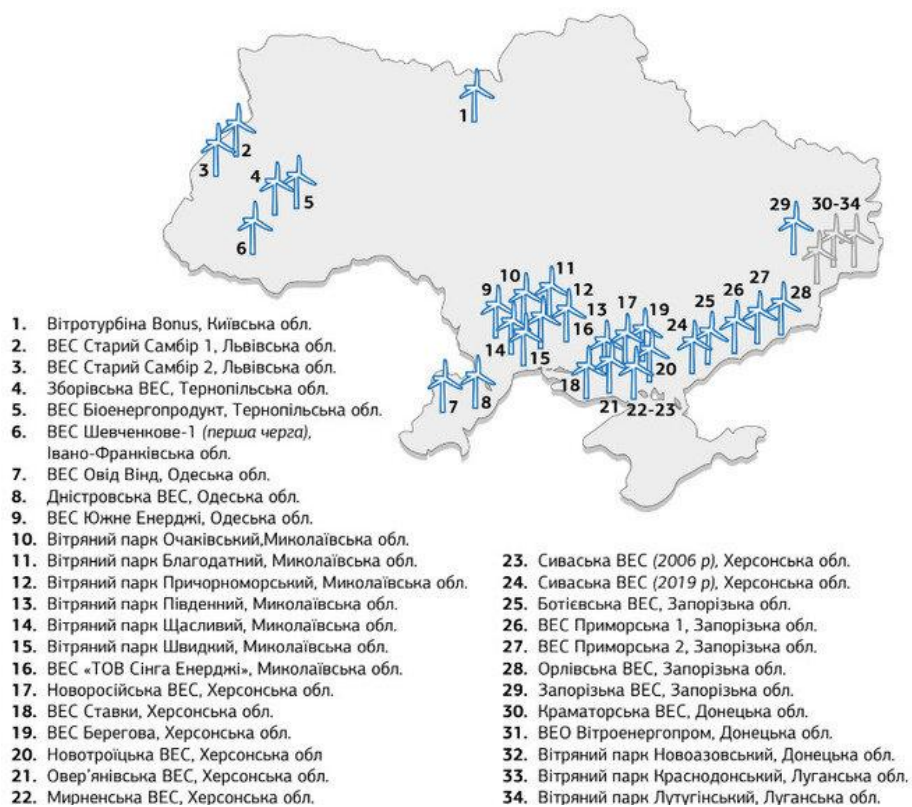 1
2
3
4
5
6
29
30-34
10
11
9
12
13
17
19
16
14
15
18
21
20
22-23
24
25
26
27
28
7
8
1. Вітротурбіна Bonus, Київська обл.
2. ВЕС Старий Самбір 1, Львівська обл.
3. ВЕС Старий Самбір 2, Львівська обл.
4. Зборівська ВЕС, Тернопільська обл.
5. ВЕС Біоенергопродукт, Тернопільська обл.
6. ВЕС Шевченкове-1 (перша черга),
Івано-Франківська обл.
7. ВЕС Овід Вінд, Одеська обл.
8. Дністровська ВЕС, Одеська обл.
9. ВЕС Южне Енерджі, Одеська обл.
10. Вітряний парк Очаківський,Миколаївська обл.
11. Вітряний парк Благодатний, Миколаївська обл.
12. Вітряний парк Причорноморський, Миколаївська обл.
13. Вітряний парк Південний, Миколаївська обл.
14. Вітряний парк Щасливий, Миколаївська обл.
15. Вітряний парк Швидкий, Миколаївська обл.
16. ВЕС «ТОВ Сінга Енерджі», Миколаївська обл.
17. Новоросійська ВЕС, Херсонська обл.
18. ВЕС Ставки, Херсонська обл.
19. ВЕС Берегова, Херсонська обл.
20. Новотроїцька ВЕС, Херсонська обл
21. Овер'янівська ВЕС, Херсонська обл.
22. Мирненська ВЕС, Херсонська обл.
23. Сиваська ВЕС (2006 р), Херсонська обл.
24. Сиваська ВЕС (2019 р), Херсонська обл.
25. Ботієвська ВЕС, Запорізька обл.
26. ВЕС Приморська 1, Запорізька обл.
27. ВЕС Приморська 2, Запорізька обл.
28. Орлівська ВЕС, Запорізька обл.
29. Запорізька ВЕС, Запорізька обл.
30. Краматорська ВЕС, Донецька обл.
31. ВЕО Вітроенергопром, Донецька обл.
32. Вітряний парк Новоазовський, Донецька обл.
33. Вітряний парк Краснодонський, Луганська обл.
34. Вітряний парк Лутугінський, Луганська обл.